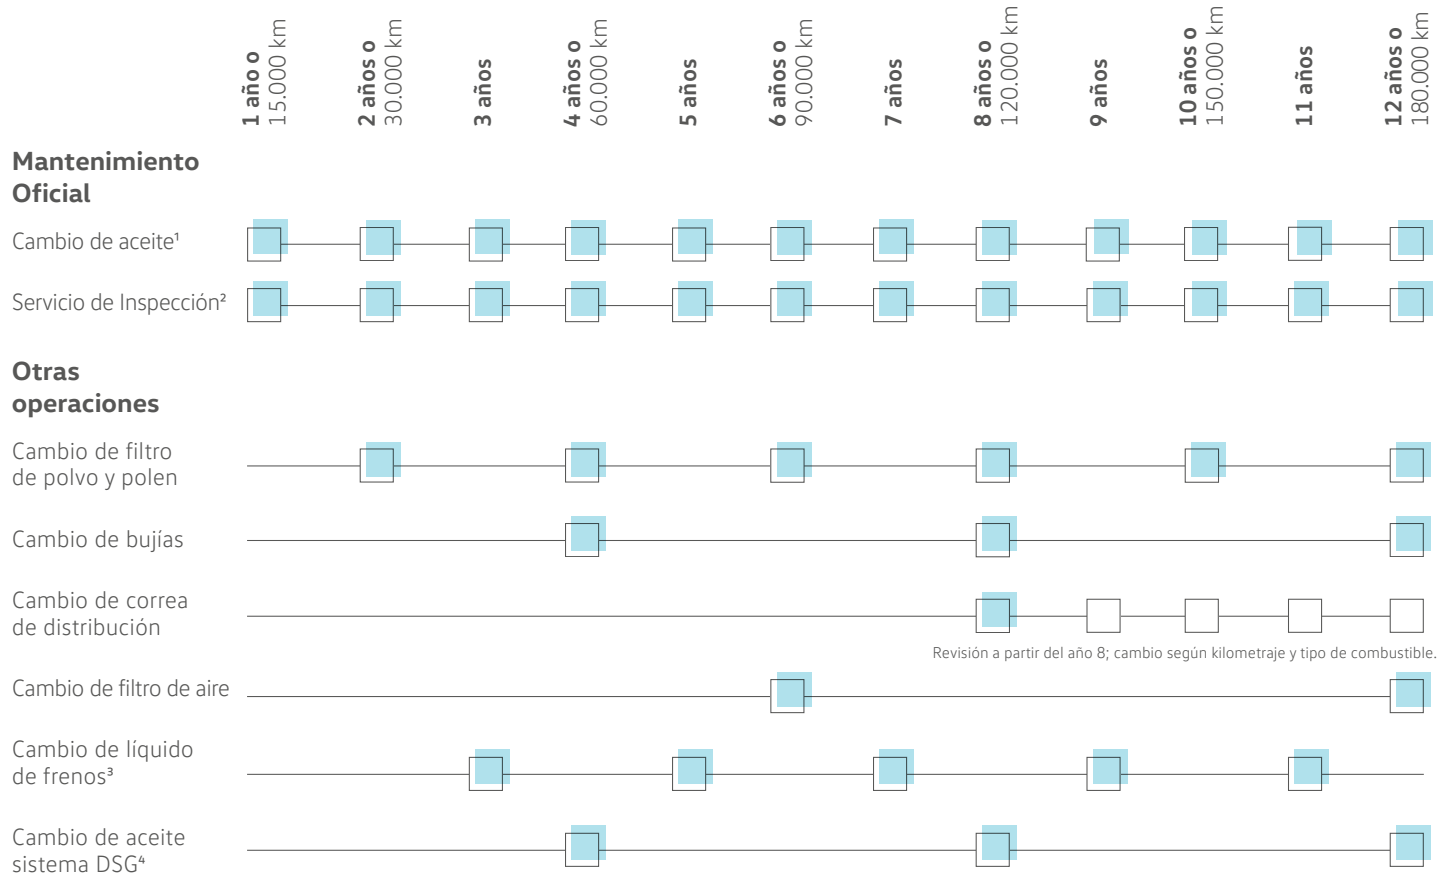 1 año o
15.000 km
2 años o
30.000 km
3 años
4 años o
60.000 km
5 años
6 años o
90.000 km
7 años
8 años o
120.000 km
9 años
10 años o
150.000 km
11 años
12 años o
180.000 km
Mantenimiento
Oficial
Cambio de aceite¹
Servicio de Inspección²
Otras
operaciones
Cambio de filtro
de polvo y polen
Cambio de bujías
Cambio de correa
de distribución
Revisión a partir del año 8; cambio según kilometraje y tipo de combustible.
Cambio de filtro de aire
Cambio de líquido
de frenos³
Cambio de aceite
sistema DSG⁴